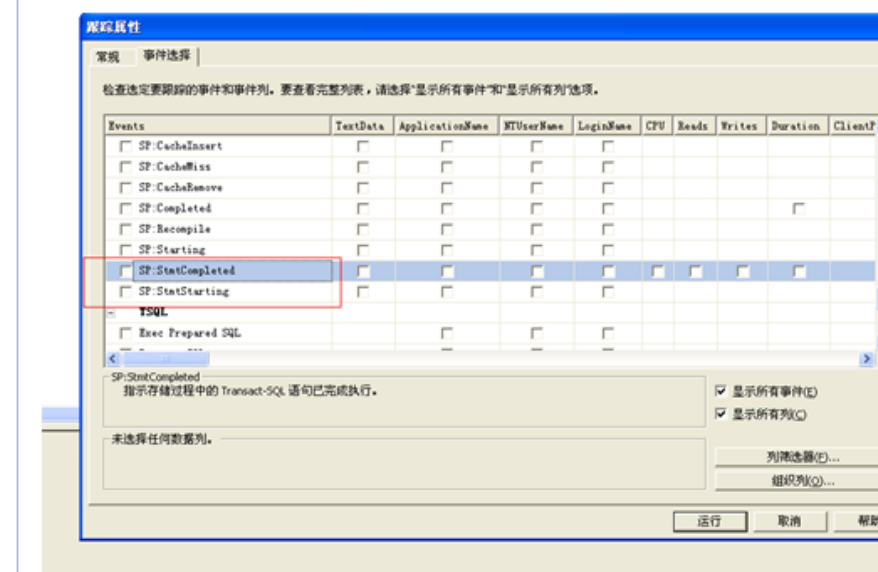 跟踪属性
常规 事件选择
检查选定要跟踪的事件和事件列。要查看完整列表，请选择"显示所有事件"和"显示所有列"选项。
Events TextData ApplicationName NTUserName LoginName CPU Reads Writes Duration ClientP
SP:CacheInsert
SP:CacheMiss
SP:CacheRemove
SP:Completed
SP:Recompile
SP:Starting
SP:StmtCompleted
SP:StmtStarting
TSQL
Exec Prepared SQL
SP:StmtCompleted
指示存储过程中的 Transact-SQL 语句已完成执行。
显示所有事件(E)
显示所有列(C)
未选择任何数据列。
列筛选器(F)...
组织列(O)...
运行 取消 帮助